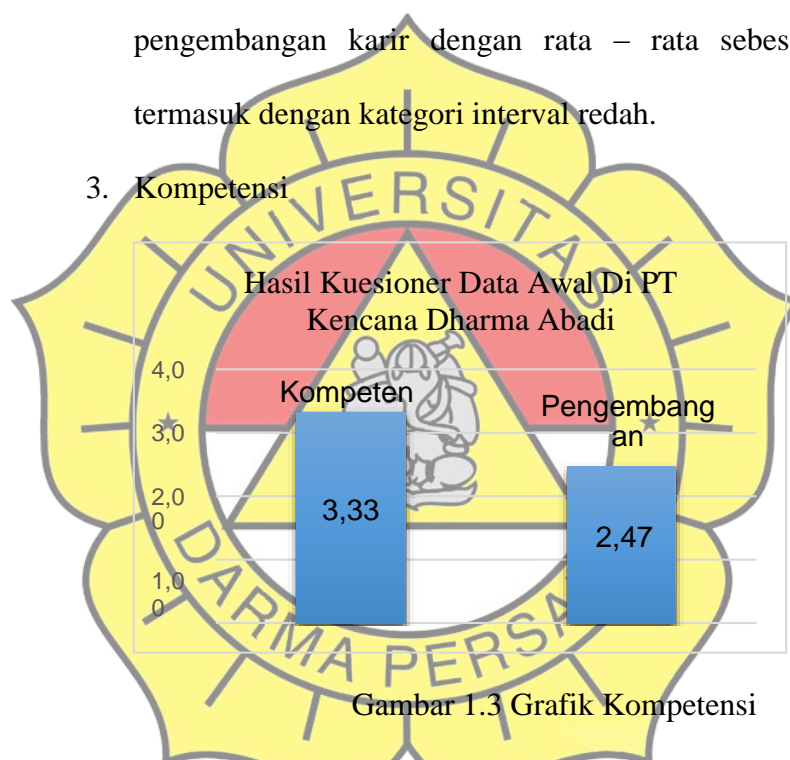 pengembangan karir dengan rata – rata sebes
termasuk dengan kategori interval redah.
3. Kompetensi
UNIVERSITAS
Hasil Kuesioner Data Awal Di PT
Kencana Dharma Abadi
4,0
Kompeten
Pengembang
an
3,0
2,0
0
3,33
2,47
1,0
0
DARMA PERSA
Gambar 1.3 Grafik Kompetensi